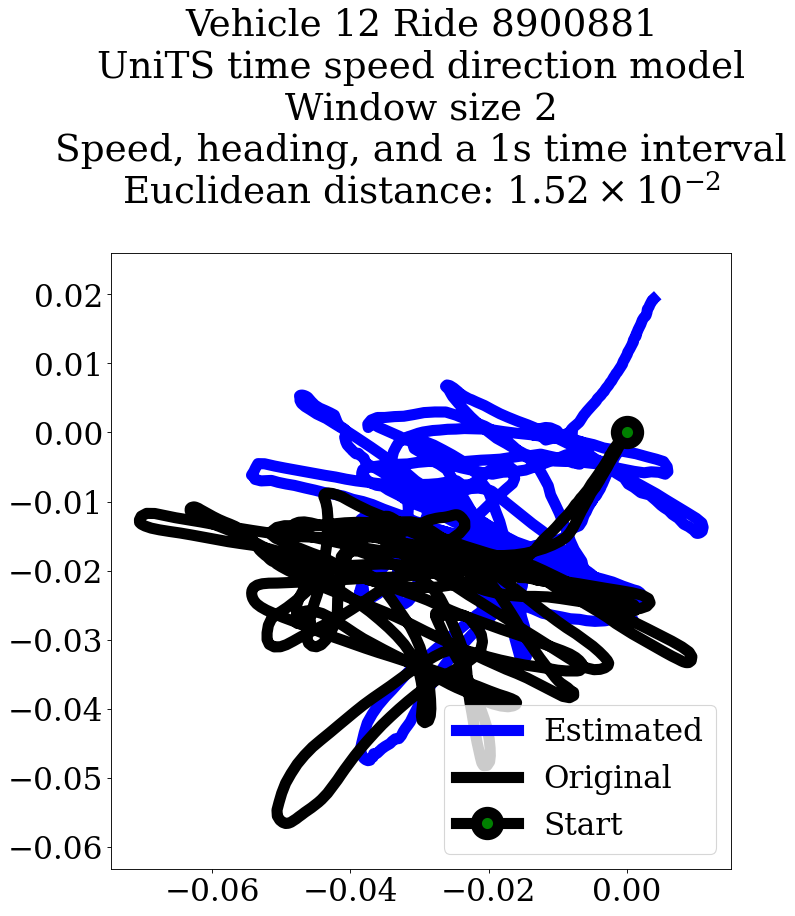 Vehicle 12 Ride 8900881
UniTS time speed direction model
Window size 2
Speed, heading, and a 1s time interval
Euclidean distance: 1.52 × 10⁻²
0.02
0.01
0.00
−0.01
−0.02
−0.03
−0.04
−0.05
−0.06
Estimated
Original
Start
−0.06 −0.04 −0.02 0.00